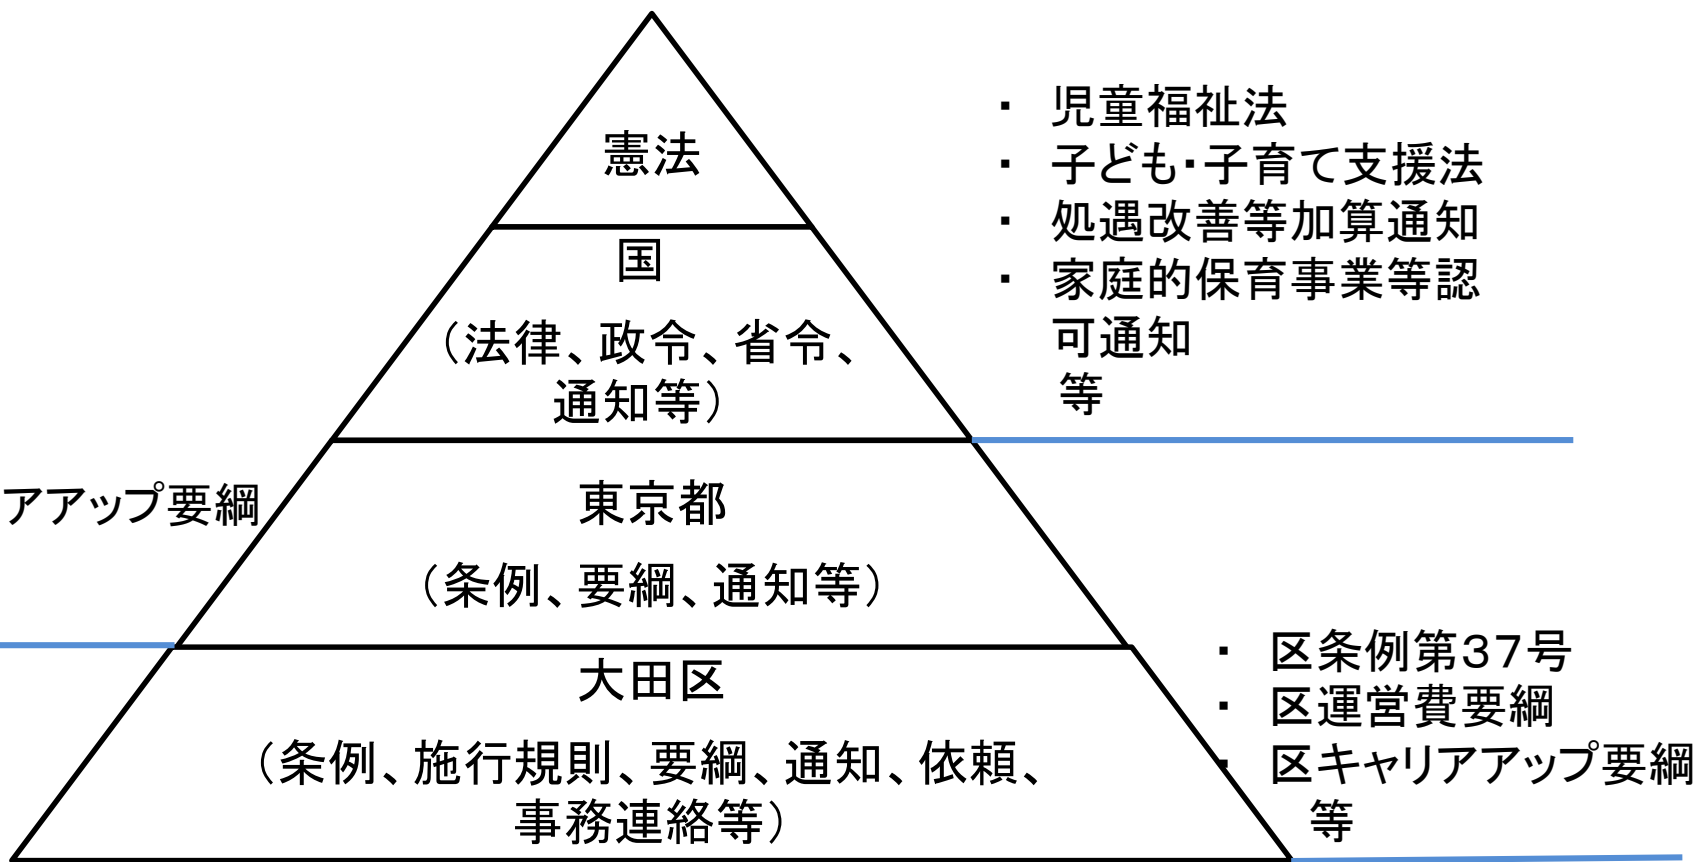 憲法
国
（法律、政令、省令、
通知等）
・ 児童福祉法
・ 子ども・子育て支援法
・ 処遇改善等加算通知
・ 家庭的保育事業等認
可通知
等
アアップ要綱
東京都
（条例、要綱、通知等）
大田区
（条例、施行規則、要綱、通知、依頼、
事務連絡等）
・ 区条例第３７号
・ 区運営費要綱
・ 区キャリアアップ要綱
等